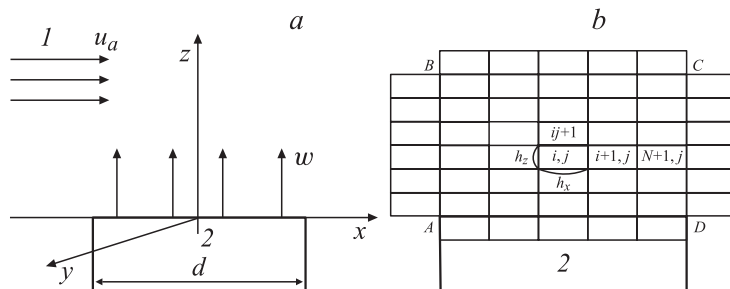 a
1
u_a
z
w
2
x
y
d
b
B
C
ij+1
h_z
i, j
i+1, j
N+1, j
h_x
A
D
2